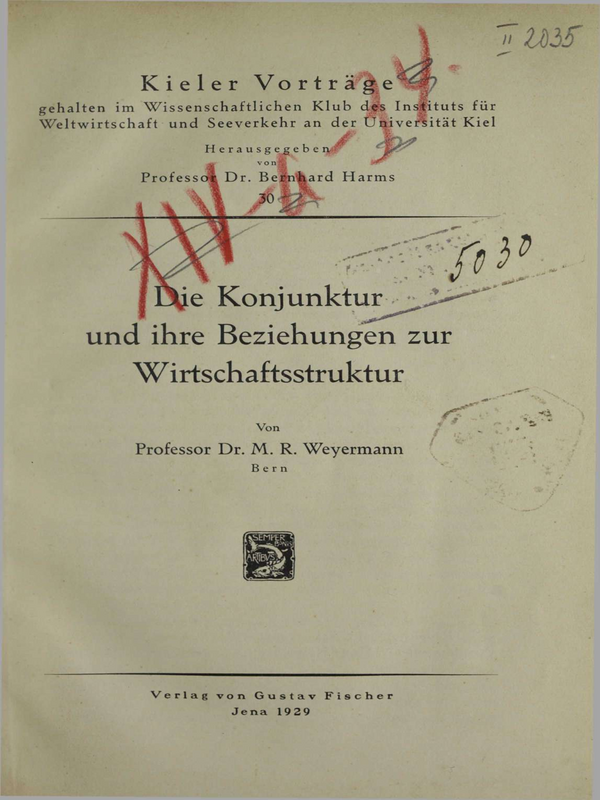 II 2035
Kieler Vorträge
gehalten im Wissenschaftlichen Klub des Instituts für
Weltwirtschaft und Seeverkehr an der Universität Kiel
Herausgegeben
von
Professor Dr. Bernhard Harms
30
5030
Die Konjunktur
und ihre Beziehungen zur
Wirtschaftsstruktur
Von
Professor Dr. M. R. Weyermann
Bern
SEMPER
BONIS
ARTIBUS
Verlag von Gustav Fischer
Jena 1929